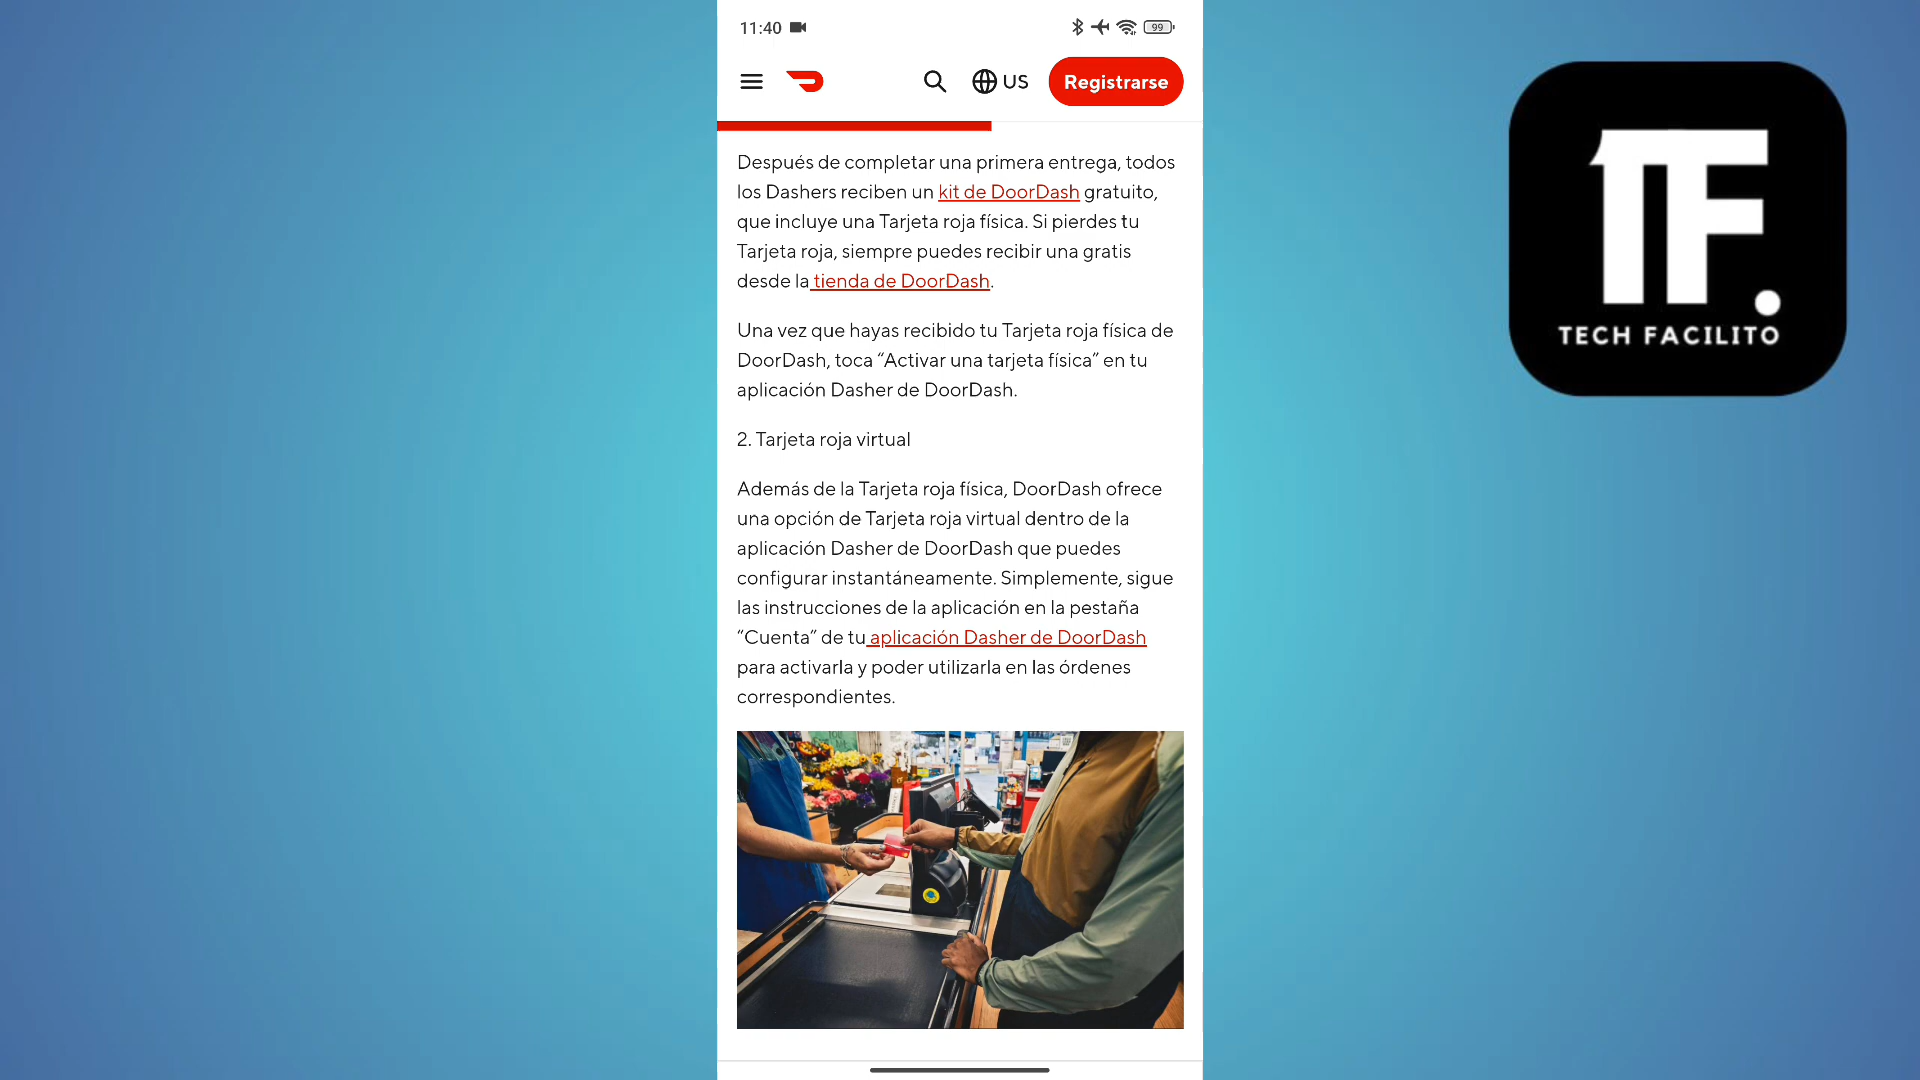 11:40
99
US
Registrarse
Después de completar una primera entrega, todos
los Dashers reciben un kit de DoorDash gratuito,
que incluye una Tarjeta roja física. Si pierdes tu
Tarjeta roja, siempre puedes recibir una gratis
desde la tienda de DoorDash.
Una vez que hayas recibido tu Tarjeta roja física de
DoorDash, toca “Activar una tarjeta física” en tu
aplicación Dasher de DoorDash.
2. Tarjeta roja virtual
Además de la Tarjeta roja física, DoorDash ofrece
una opción de Tarjeta roja virtual dentro de la
aplicación Dasher de DoorDash que puedes
configurar instantáneamente. Simplemente, sigue
las instrucciones de la aplicación en la pestaña
“Cuenta” de tu aplicación Dasher de DoorDash
para activarla y poder utilizarla en las órdenes
correspondientes.
TF.
TECH FACILITO